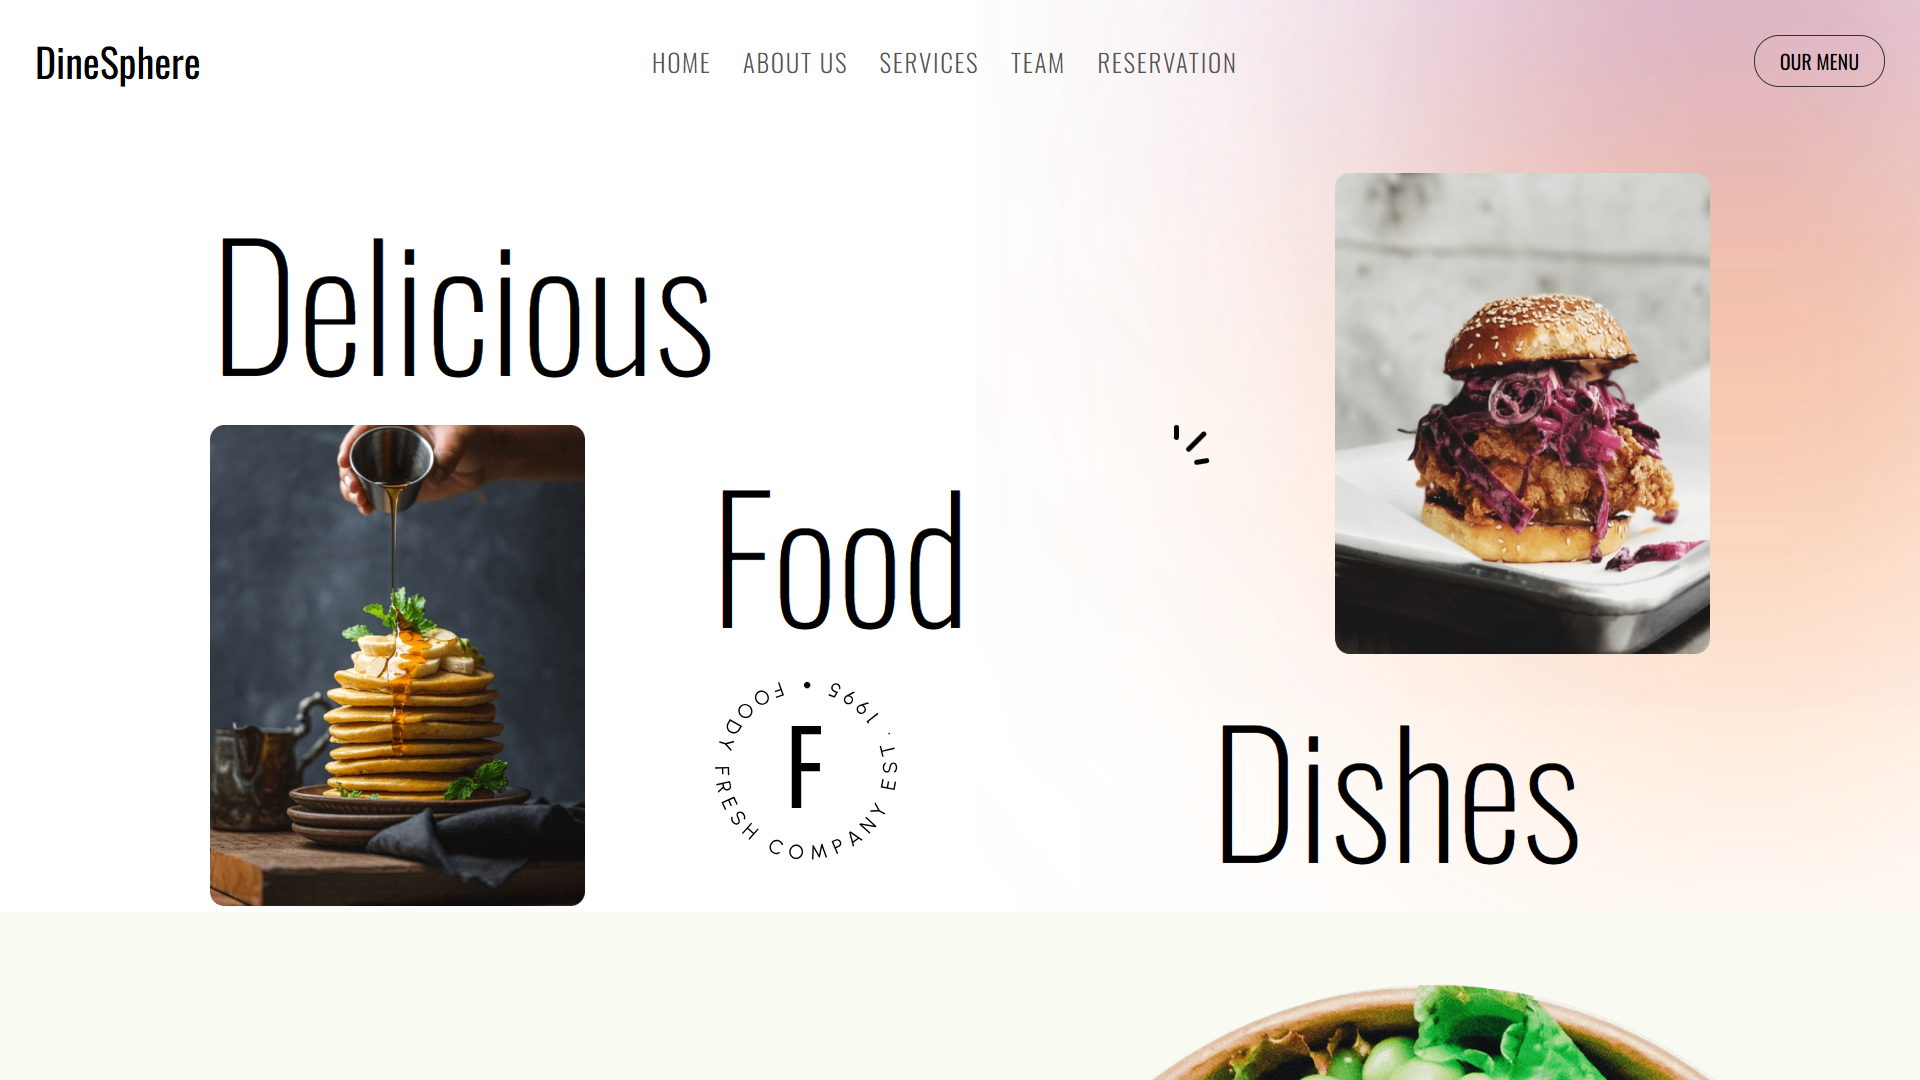 DineSphere
HOME ABOUT US SERVICES TEAM RESERVATION
OUR MENU
Delicious
Food
Dishes
FOODY FRESH COMPANY EST . 1995 •
F